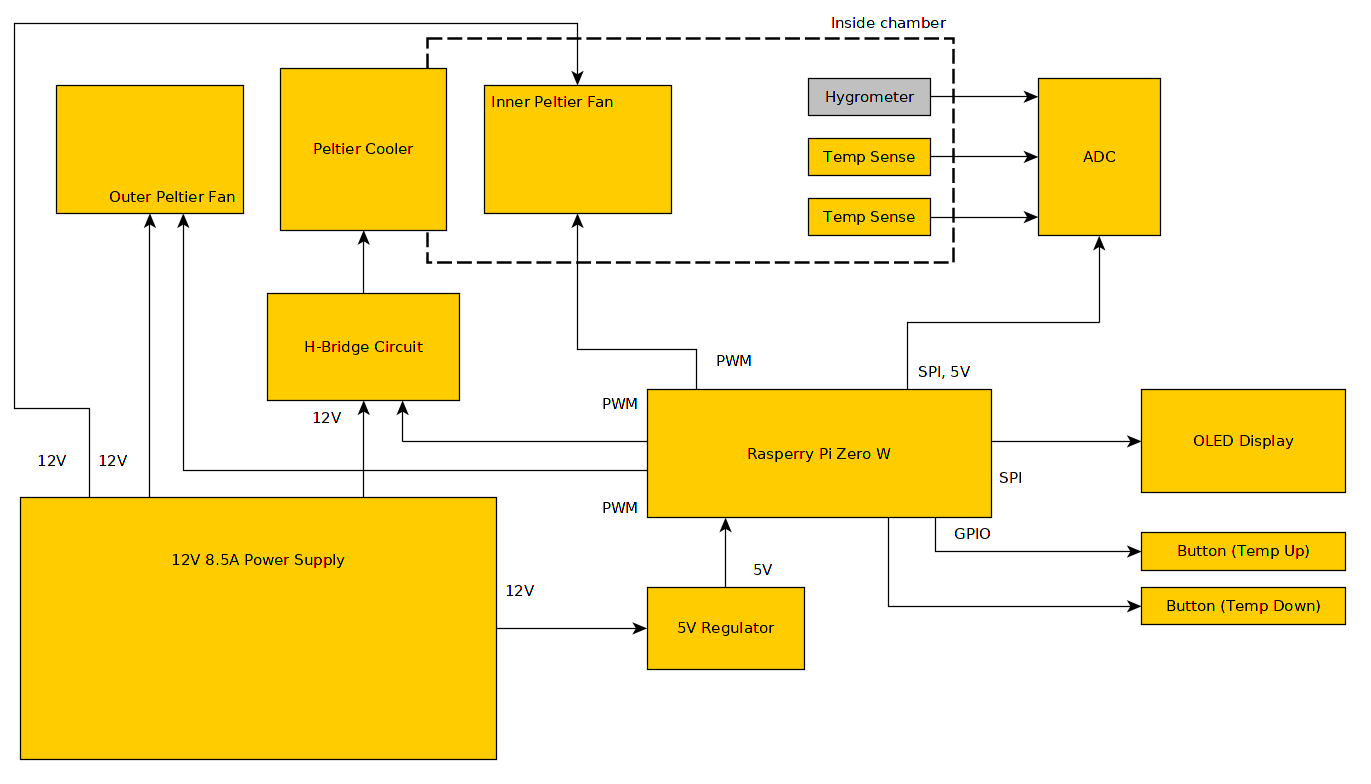 Inside chamber
Inner Peltier Fan
Hygrometer
Peltier Cooler
Temp Sense
ADC
Outer Peltier Fan
Temp Sense
H-Bridge Circuit
PWM
SPI, 5V
PWM
12V
OLED Display
Rasperry Pi Zero W
12V
12V
SPI
PWM
GPIO
Button (Temp Up)
12V 8.5A Power Supply
5V
12V
Button (Temp Down)
5V Regulator